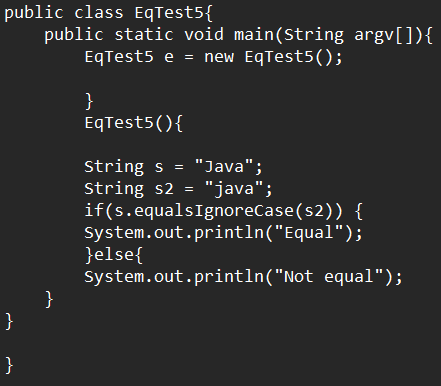 public class EqTest5{
    public static void main(String argv[]){
        EqTest5 e = new EqTest5();

        }
        EqTest5(){

        String s = "Java";
        String s2 = "java";
        if(s.equalsIgnoreCase(s2)) {
        System.out.println("Equal");
        }else{
        System.out.println("Not equal");
    }
}

}